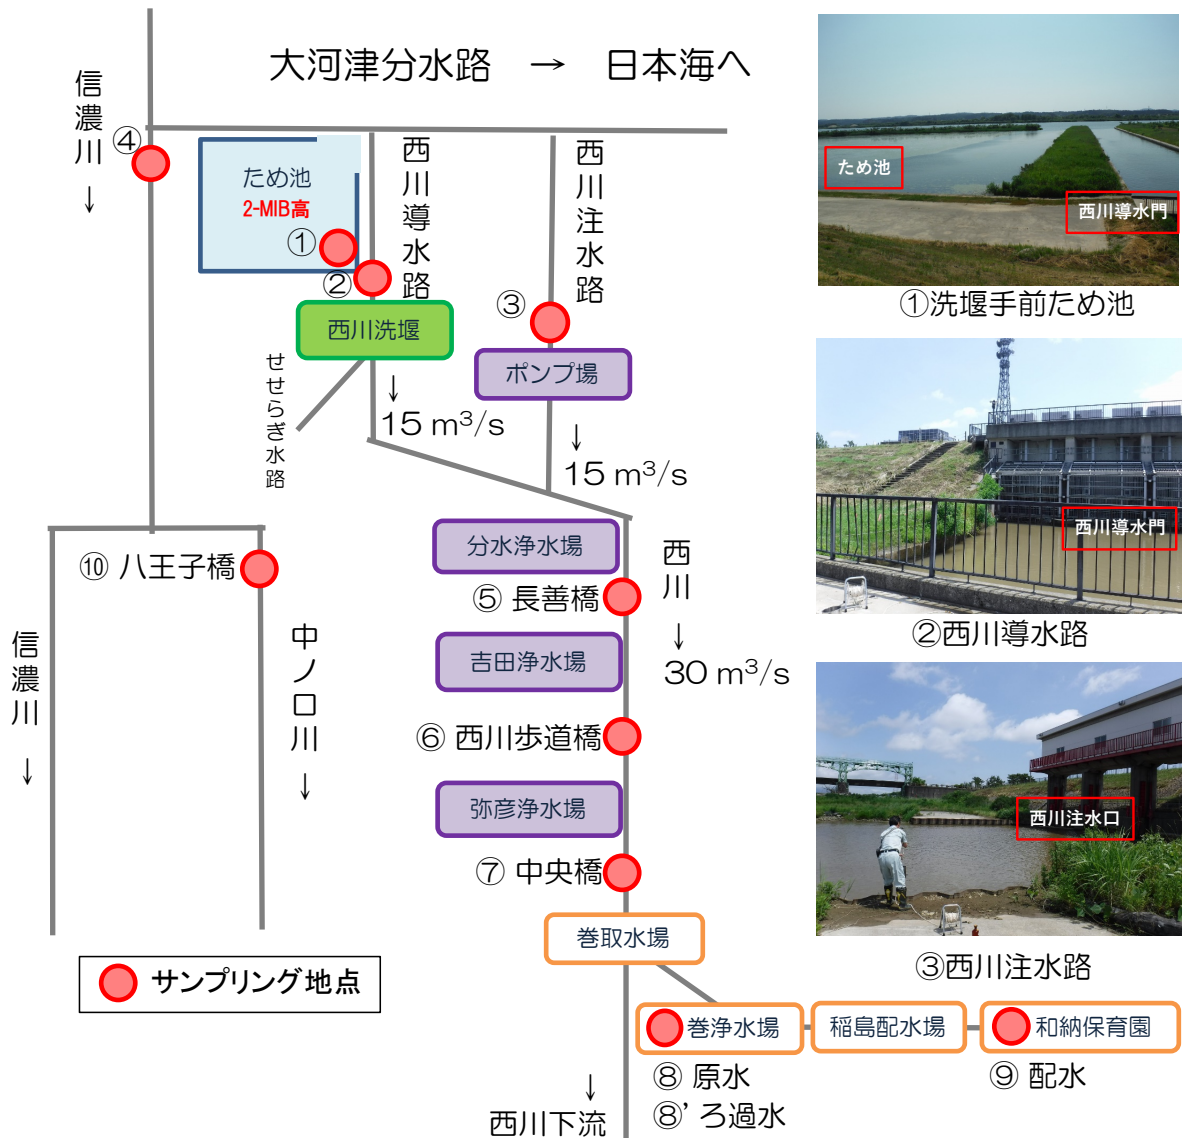 大河津分水路 → 日本海へ
信濃川
↓
④
ため池
2-MIB高
①
②
西川導水路
西川注水路
③
西川洗堰
ポンプ場
せせらぎ水路
↓
15 m³/s
↓
15 m³/s
分水浄水場
⑤ 長善橋
西川
↓
30 m³/s
吉田浄水場
⑥ 西川歩道橋
弥彦浄水場
⑦ 中央橋
⑩ 八王子橋
信濃川
↓
中ノ口川
↓
巻取水場
巻浄水場
稲島配水場
和納保育園
⑧ 原水
⑧’ ろ過水
⑨ 配水
↓
西川下流
サンプリング地点
ため池
西川導水門
①洗堰手前ため池
西川導水門
②西川導水路
西川注水口
③西川注水路